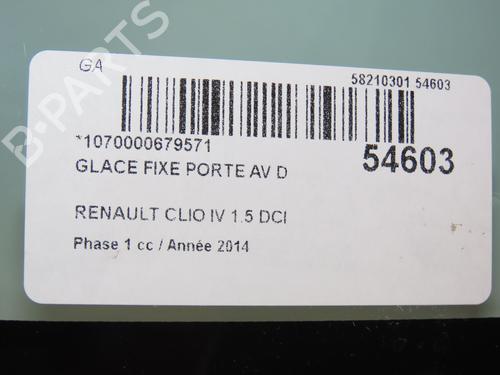 GA
58210301 54603
*1070000679571
54603
GLACE FIXE PORTE AV D
RENAULT CLIO IV 1.5 DCI
Phase 1 cc / Année 2014
B-PARTS